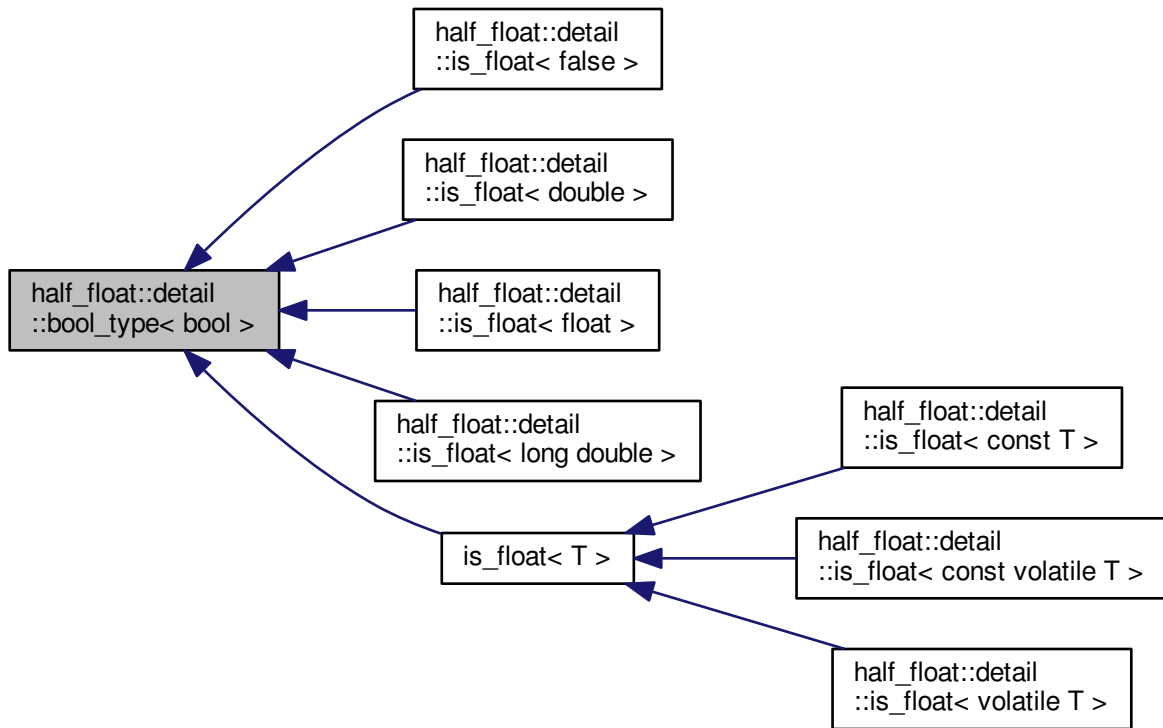 half_float::detail
::is_float< false >
half_float::detail
::is_float< double >
half_float::detail
::bool_type< bool >
half_float::detail
::is_float< float >
half_float::detail
::is_float< long double >
is_float< T >
half_float::detail
::is_float< const T >
half_float::detail
::is_float< const volatile T >
half_float::detail
::is_float< volatile T >